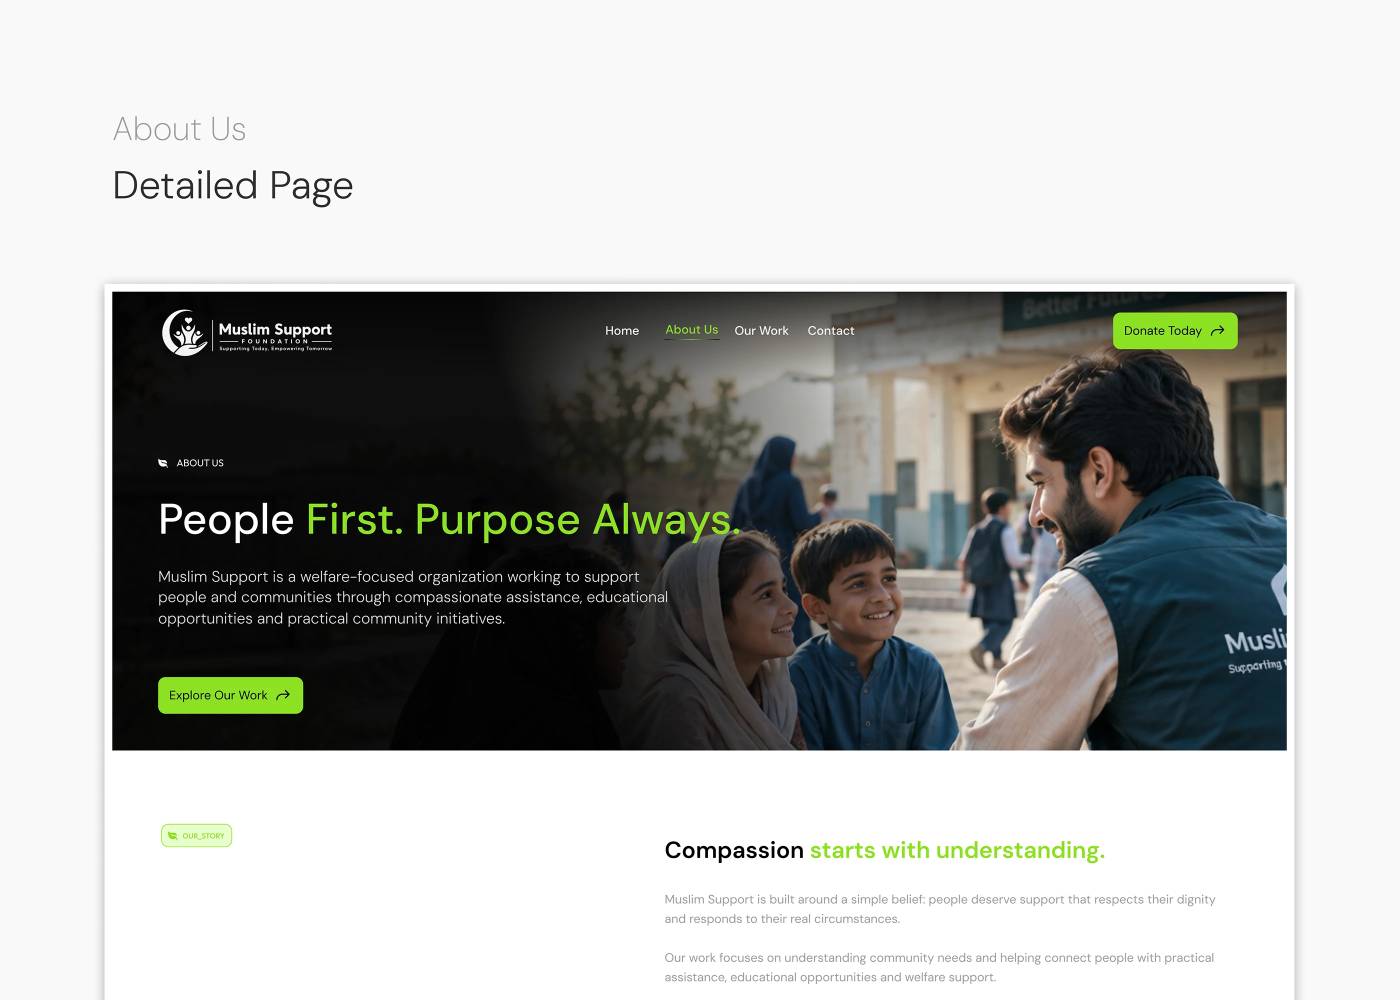 About Us
Detailed Page
Better Futures
Muslim Support
FOUNDATION
Supporting Today, Empowering Tomorrow
Home
About Us
Our Work
Contact
Donate Today
ABOUT US
People First. Purpose Always.
Muslim Support is a welfare-focused organization working to support
people and communities through compassionate assistance, educational
opportunities and practical community initiatives.
Musli
Supporting
Explore Our Work
OUR_STORY
Compassion starts with understanding.
Muslim Support is built around a simple belief: people deserve support that respects their dignity
and responds to their real circumstances.
Our work focuses on understanding community needs and helping connect people with practical
assistance, educational opportunities and welfare support.